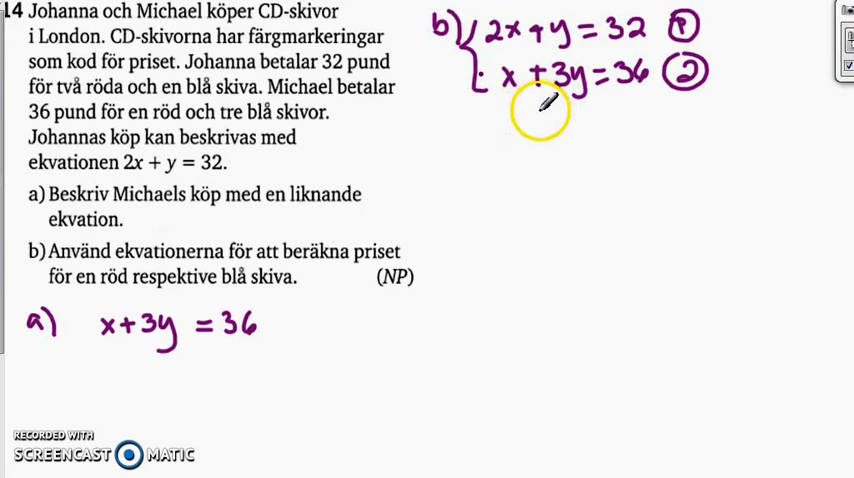 14 Johanna och Michael köper CD-skivor
i London. CD-skivorna har färgmarkeringar
som kod för priset. Johanna betalar 32 pund
för två röda och en blå skiva. Michael betalar
36 pund för en röd och tre blå skivor.
Johannas köp kan beskrivas med
ekvationen 2x + y = 32.
a) Beskriv Michaels köp med en liknande
ekvation.
b) Använd ekvationerna för att beräkna priset
för en röd respektive blå skiva. (NP)
a) x+3y = 36
b) { 2x + y = 32 ①
x + 3y = 36 ②
RECORDED WITH
SCREENCAST MATIC